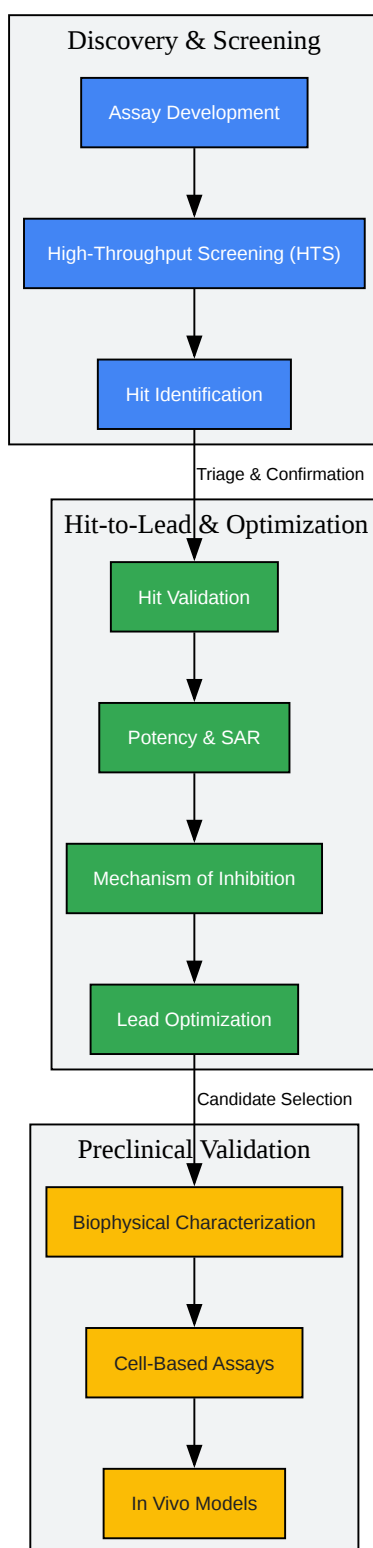 Discovery & Screening
Assay Development
High-Throughput Screening (HTS)
Hit Identification
Triage & Confirmation
Hit-to-Lead & Optimization
Hit Validation
Potency & SAR
Mechanism of Inhibition
Lead Optimization
Candidate Selection
Preclinical Validation
Biophysical Characterization
Cell-Based Assays
In Vivo Models